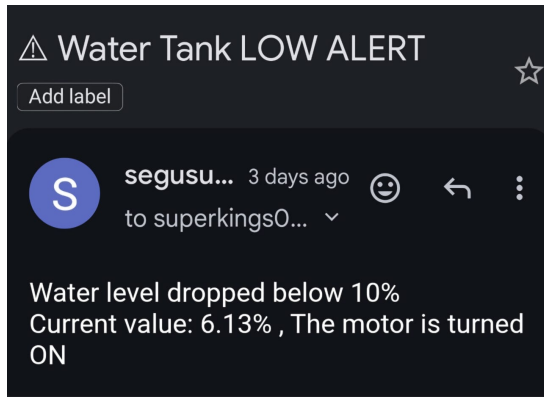 ⚠ Water Tank LOW ALERT
Add label
S
segusu... 3 days ago
to superkings0...
Water level dropped below 10%
Current value: 6.13% , The motor is turned
ON